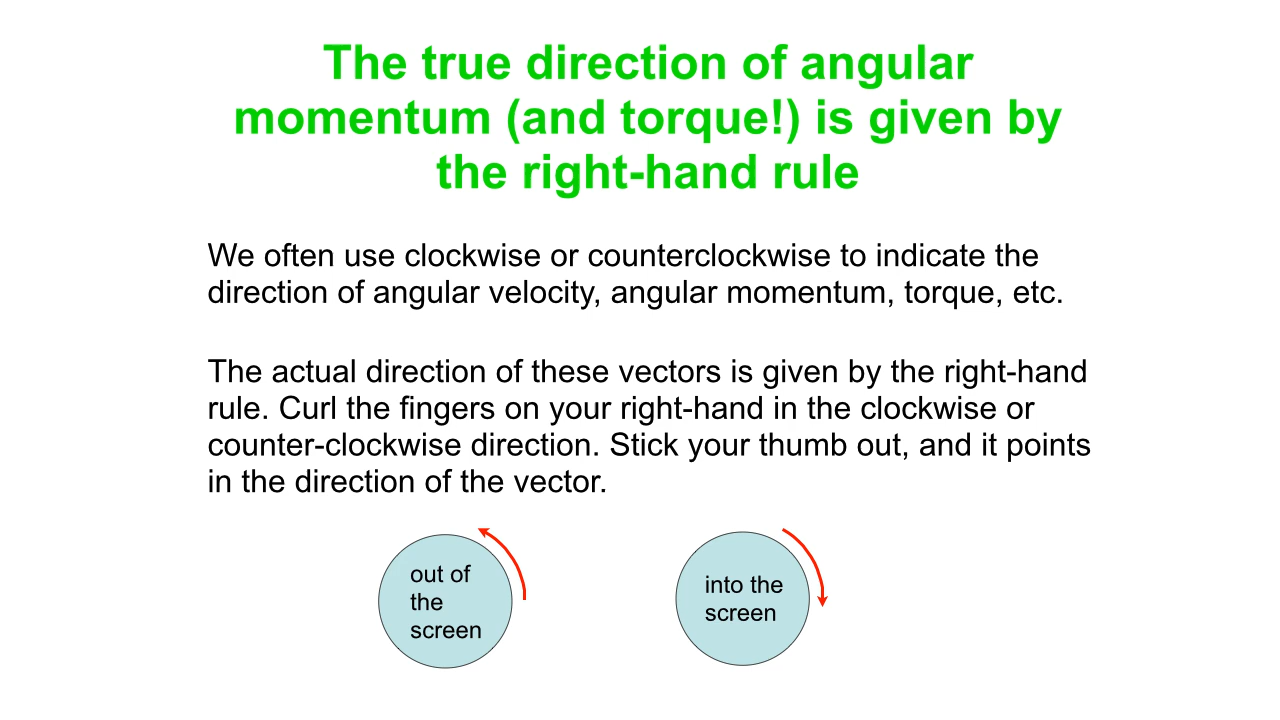 The true direction of angular
momentum (and torque!) is given by
the right-hand rule
We often use clockwise or counterclockwise to indicate the
direction of angular velocity, angular momentum, torque, etc.
The actual direction of these vectors is given by the right-hand
rule. Curl the fingers on your right-hand in the clockwise or
counter-clockwise direction. Stick your thumb out, and it points
in the direction of the vector.
out of
the
screen
into the
screen